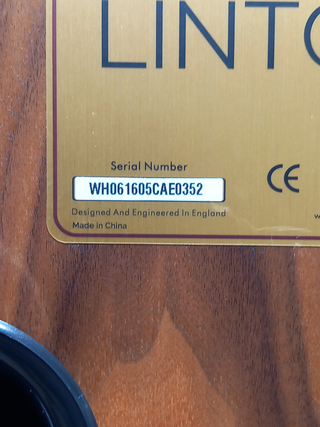 LINT
Serial Number
WH061605CAE0352
CE
Designed And Engineered In England
Made in China